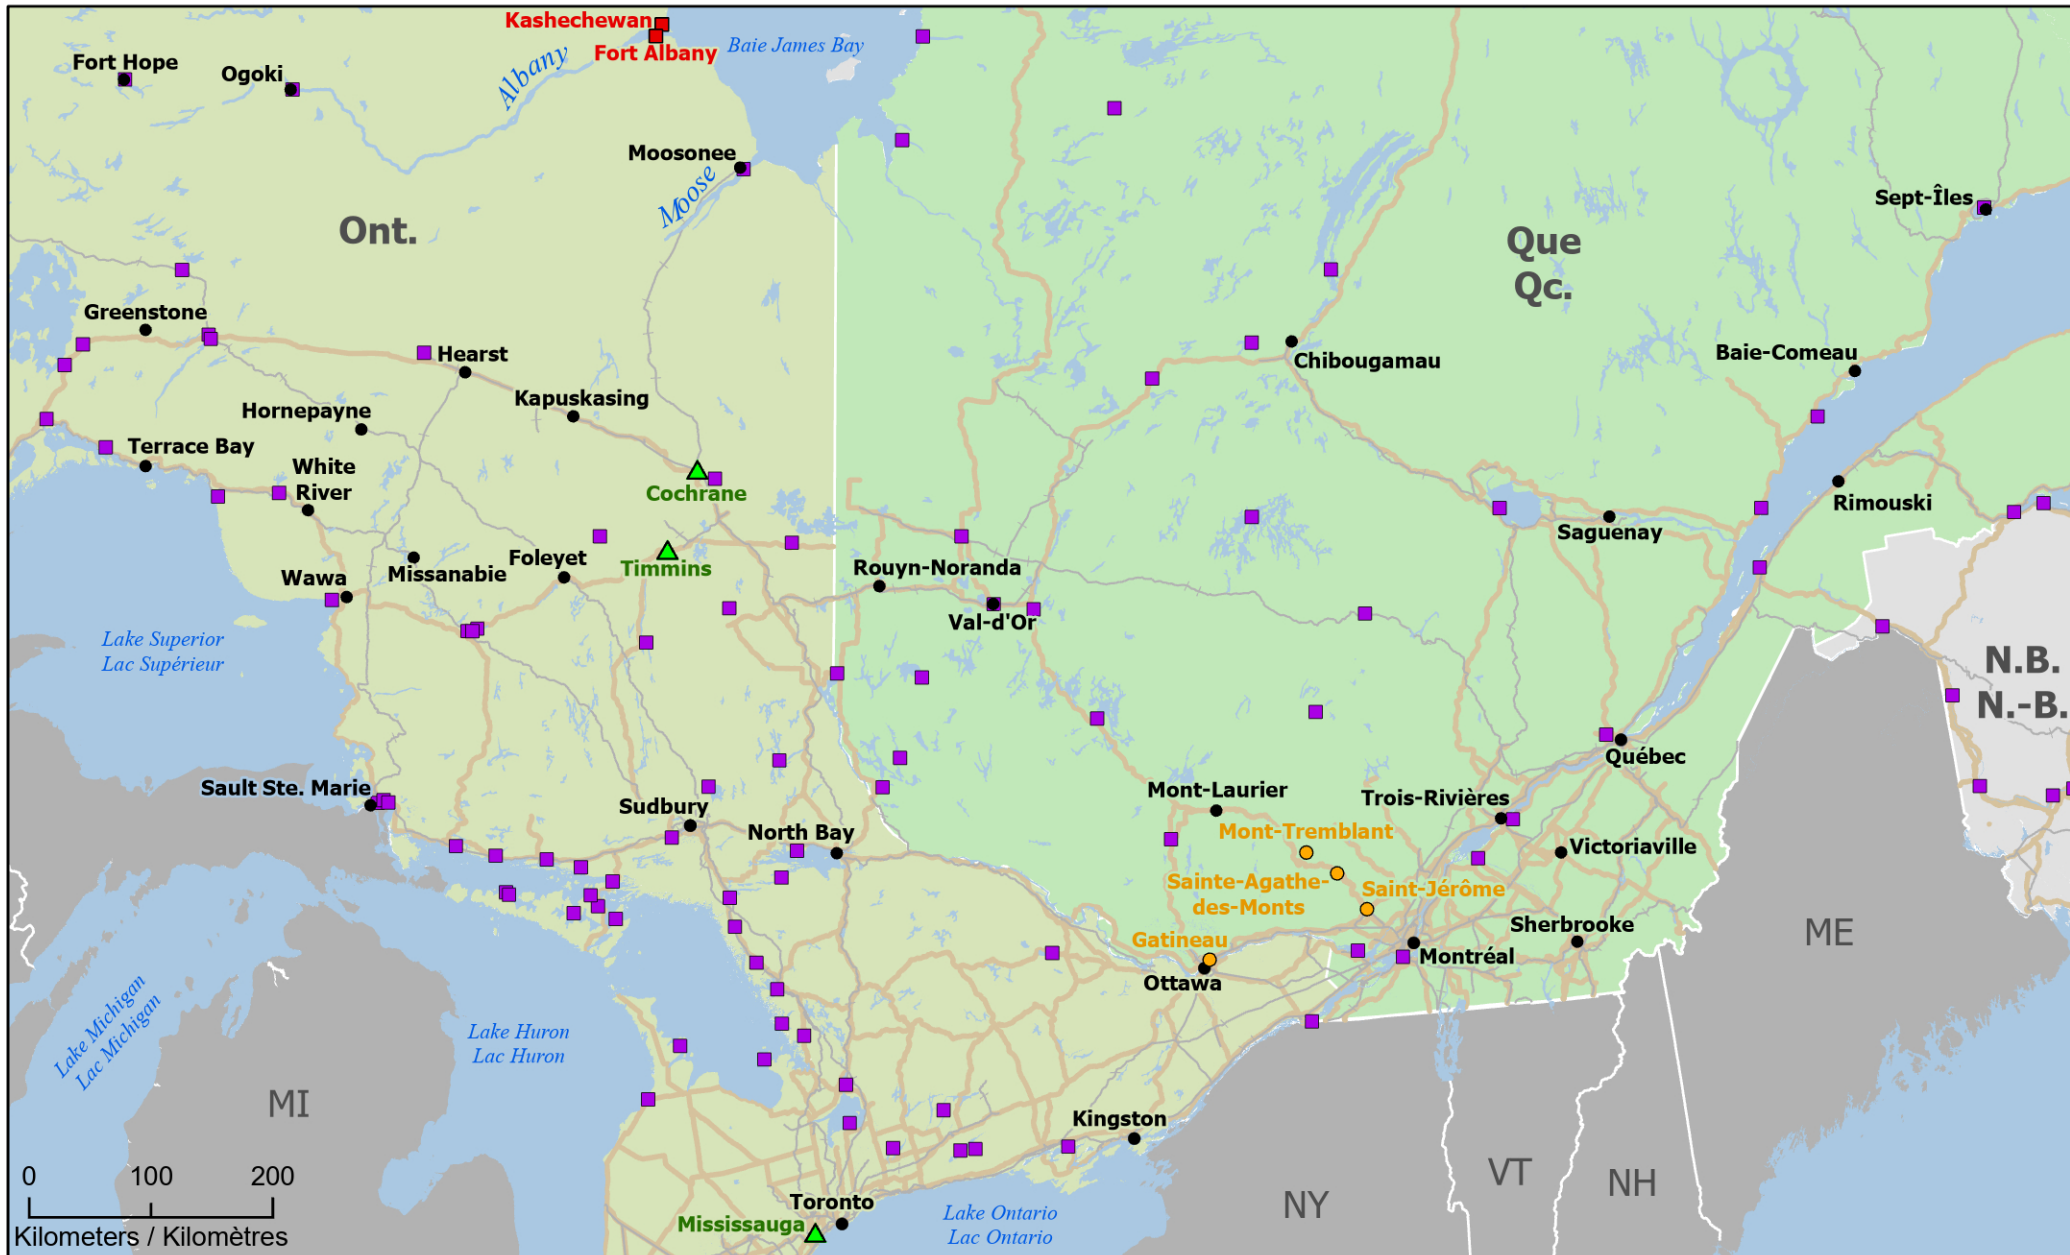 Kashechewan
Fort Albany
Baie James Bay
Fort Hope
Ogoki
Albany
Moosonee
Moose
Ont.
Sept-Îles
Que
Qc.
Greenstone
Hearst
Chibougamau
Baie-Comeau
Kapuskasing
Hornepayne
Terrace Bay
White
River
Cochrane
Rimouski
Saguenay
Timmins
Foleyet
Missanabie
Wawa
Rouyn-Noranda
Val-d'Or
Lake Superior
Lac Supérieur
N.B.
N.-B.
Québec
Sault Ste. Marie
Sudbury
North Bay
Mont-Laurier
Trois-Rivières
Mont-Tremblant
Victoriaville
Sainte-Agathe-
des-Monts
Saint-Jérôme
Sherbrooke
Gatineau
Ottawa
Montréal
ME
Lake Michigan
Lac Michigan
Lake Huron
Lac Huron
MI
Kingston
VT
NH
NY
Toronto
Mississauga
Lake Ontario
Lac Ontario
0 100 200
Kilometers / Kilomètres